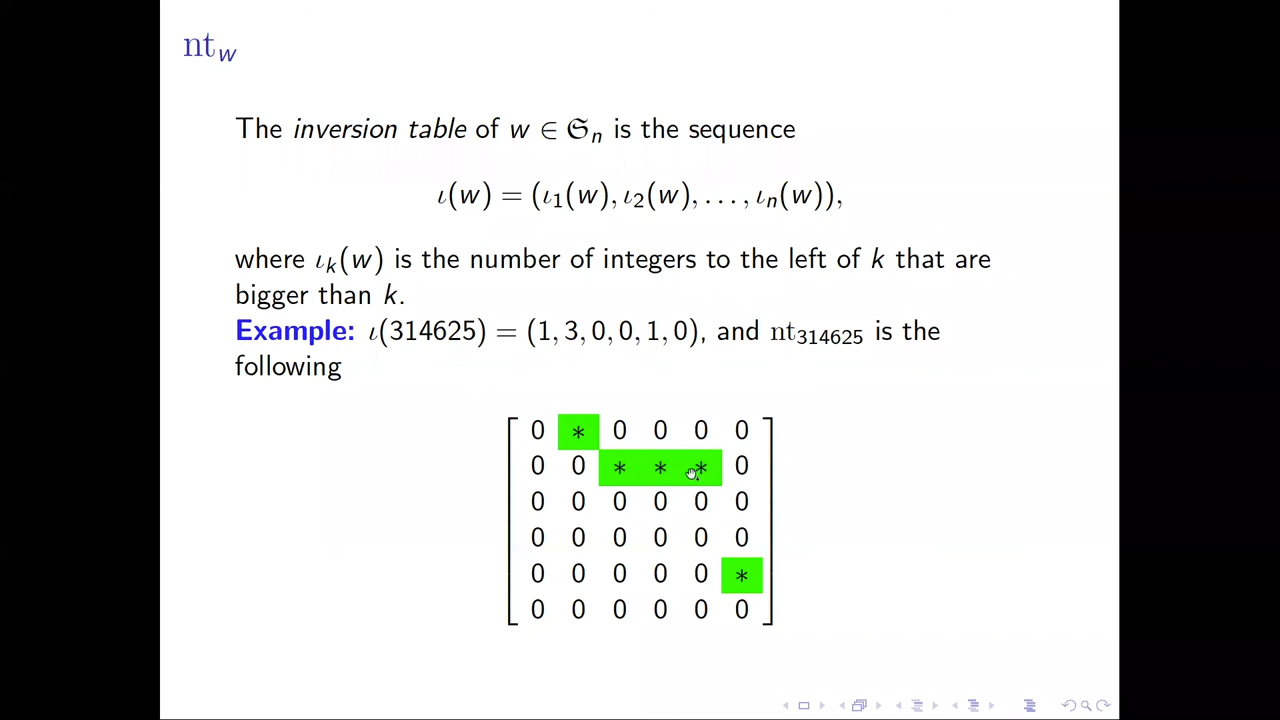 nt_w
The inversion table of w ∈ 𝔖_n is the sequence
ι(w) = (ι₁(w), ι₂(w), . . . , ι_n(w)),
where ι_k(w) is the number of integers to the left of k that are
bigger than k.
Example: ι(314625) = (1, 3, 0, 0, 1, 0), and nt₃₁₄₆₂₅ is the
following
0 * 0 0 0 0
0 0 * * * 0
0 0 0 0 0 0
0 0 0 0 0 0
0 0 0 0 0 *
0 0 0 0 0 0